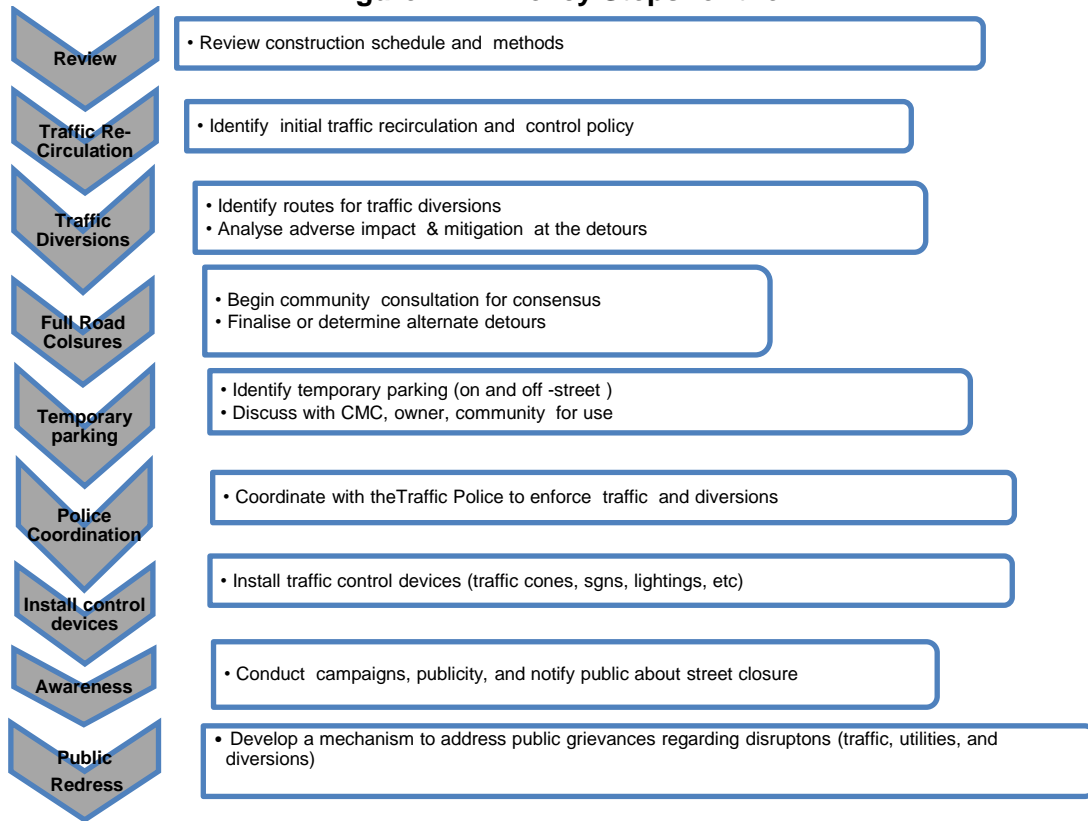 Review
• Review construction schedule and methods
Traffic Re-
Circulation
• Identify initial traffic recirculation and control policy
Traffic
Diversions
• Identify routes for traffic diversions
• Analyse adverse impact & mitigation at the detours
Full Road
Colsures
• Begin community consultation for consensus
• Finalise or determine alternate detours
Temporary
parking
• Identify temporary parking (on and off -street )
• Discuss with CMC, owner, community for use
Police
Coordination
• Coordinate with theTraffic Police to enforce traffic and diversions
Install control
devices
• Install traffic control devices (traffic cones, sgns, lightings, etc)
Awareness
• Conduct campaigns, publicity, and notify public about street closure
Public
Redress
• Develop a mechanism to address public grievances regarding disruptons (traffic, utilities, and
diversions)